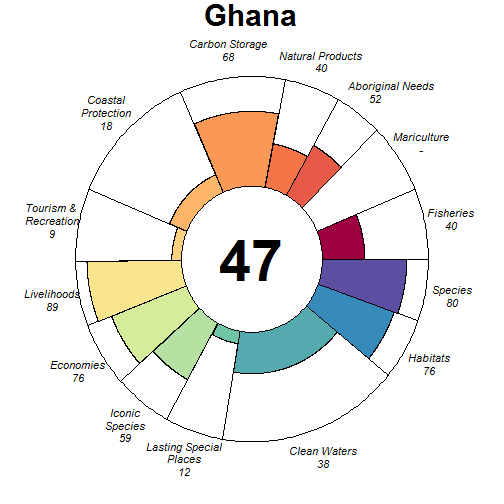 Ghana
Carbon Storage
68
Natural Products
40
Aboriginal Needs
52
Mariculture
-
Fisheries
40
Species
80
Habitats
76
Clean Waters
38
Lasting Special
Places
12
Iconic
Species
59
Economies
76
Livelihoods
89
Tourism &
Recreation
9
Coastal
Protection
18
47